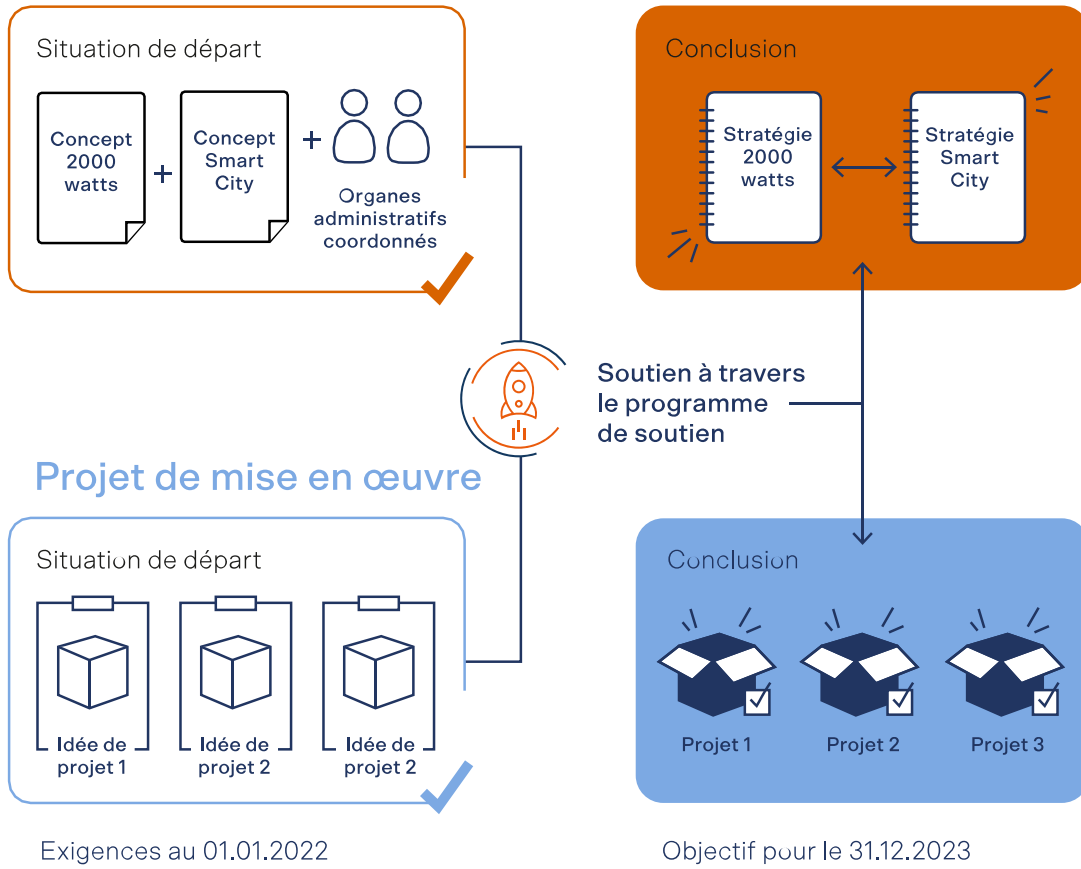 Situation de départ
Concept
2000
watts
+
Concept
Smart
City
+
Organes
administratifs
coordonnés
Conclusion
Stratégie
2000
watts
Stratégie
Smart
City
Soutien à travers
le programme
de soutien
Projet de mise en œuvre
Situation de départ
Idée de
projet 1
Idée de
projet 2
Idée de
projet 2
Conclusion
Projet 1
Projet 2
Projet 3
Exigences au 01.01.2022
Objectif pour le 31.12.2023